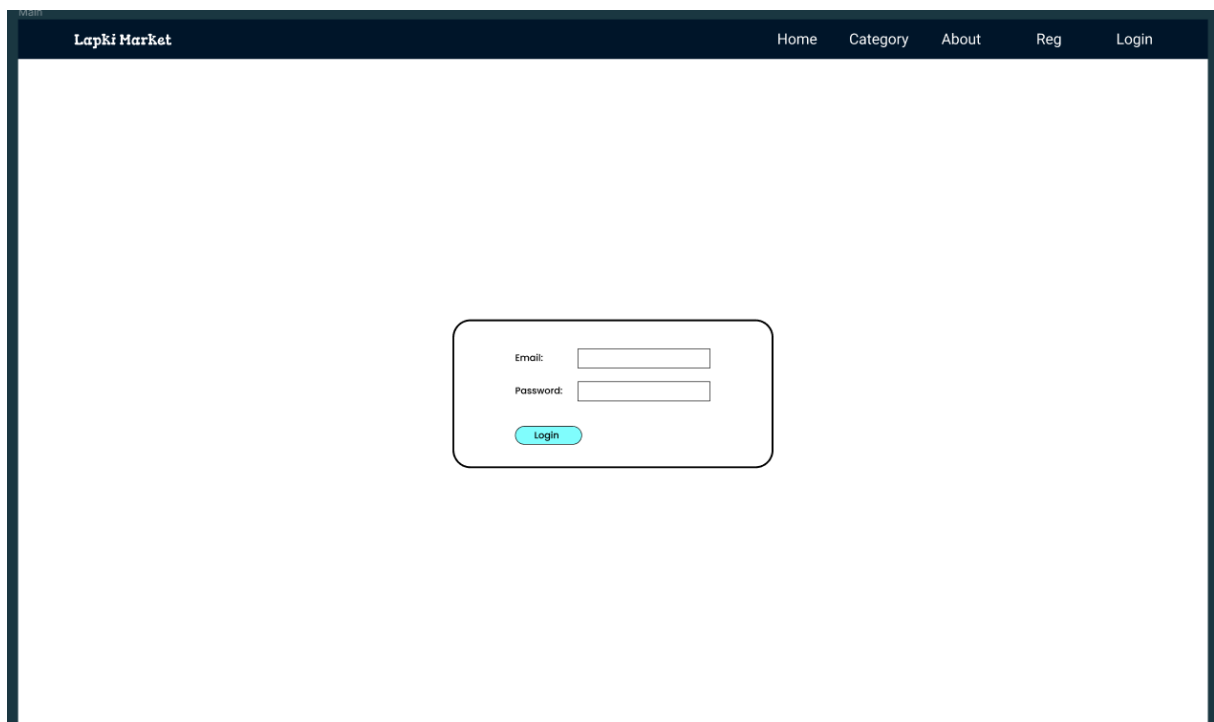 Main
Lapki Market Home Category About Reg Login
Email:
Password:
Login